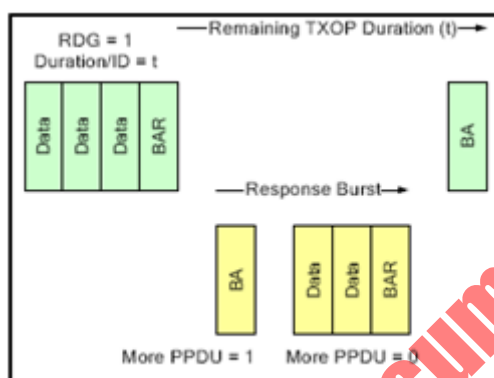 RDG = 1
Duration/ID = t
Remaining TXOP Duration (t)
Data
Data
Data
BAR
BA
Response Burst
BA
Data
Data
BAR
More PPDU = 1
More PPDU = 0